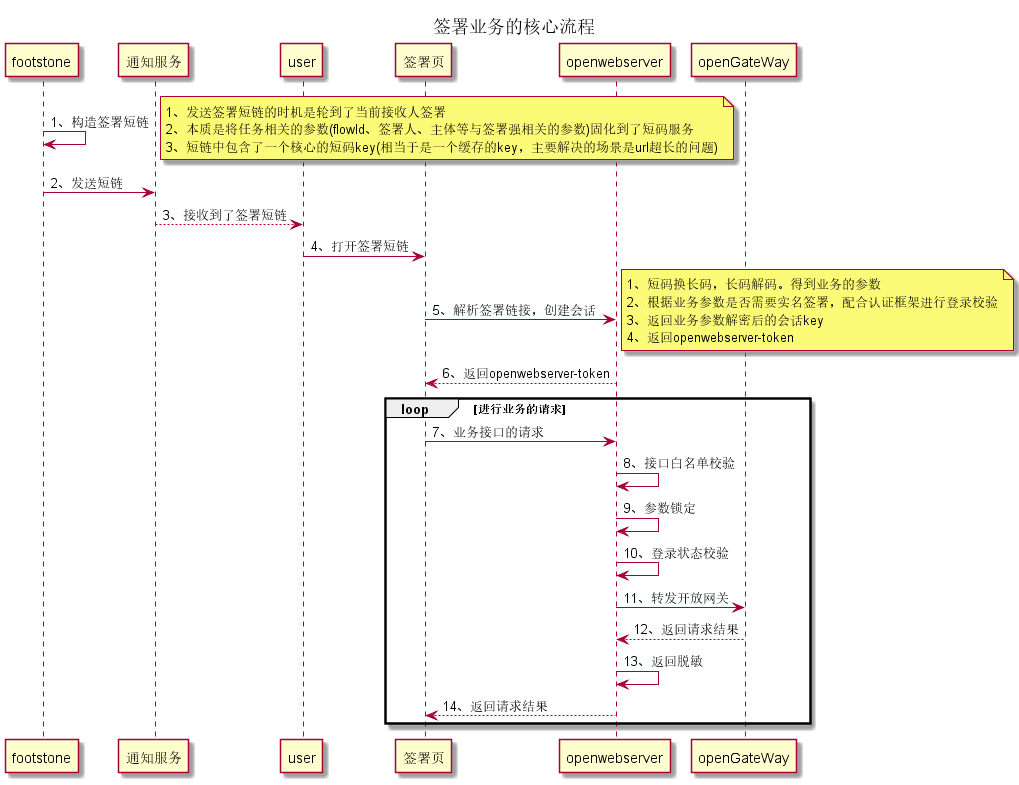 签署业务的核心流程
footstone
通知服务
user
签署页
openwebserver
openGateWay
1、构造签署短链
1、发送签署短链的时机是轮到了当前接收人签署
2、本质是将任务相关的参数(flowId、签署人、主体等与签署强相关的参数)固化到了短码服务
3、短链中包含了一个核心的短码key(相当于是一个缓存的key，主要解决的场景是url超长的问题)
2、发送短链
3、接收到了签署短链
4、打开签署短链
5、解析签署链接，创建会话
1、短码换长码，长码解码。得到业务的参数
2、根据业务参数是否需要实名签署，配合认证框架进行登录校验
3、返回业务参数解密后的会话key
4、返回openwebserver-token
6、返回openwebserver-token
loop
[进行业务的请求]
7、业务接口的请求
8、接口白名单校验
9、参数锁定
10、登录状态校验
11、转发开放网关
12、返回请求结果
13、返回脱敏
14、返回请求结果
footstone
通知服务
user
签署页
openwebserver
openGateWay